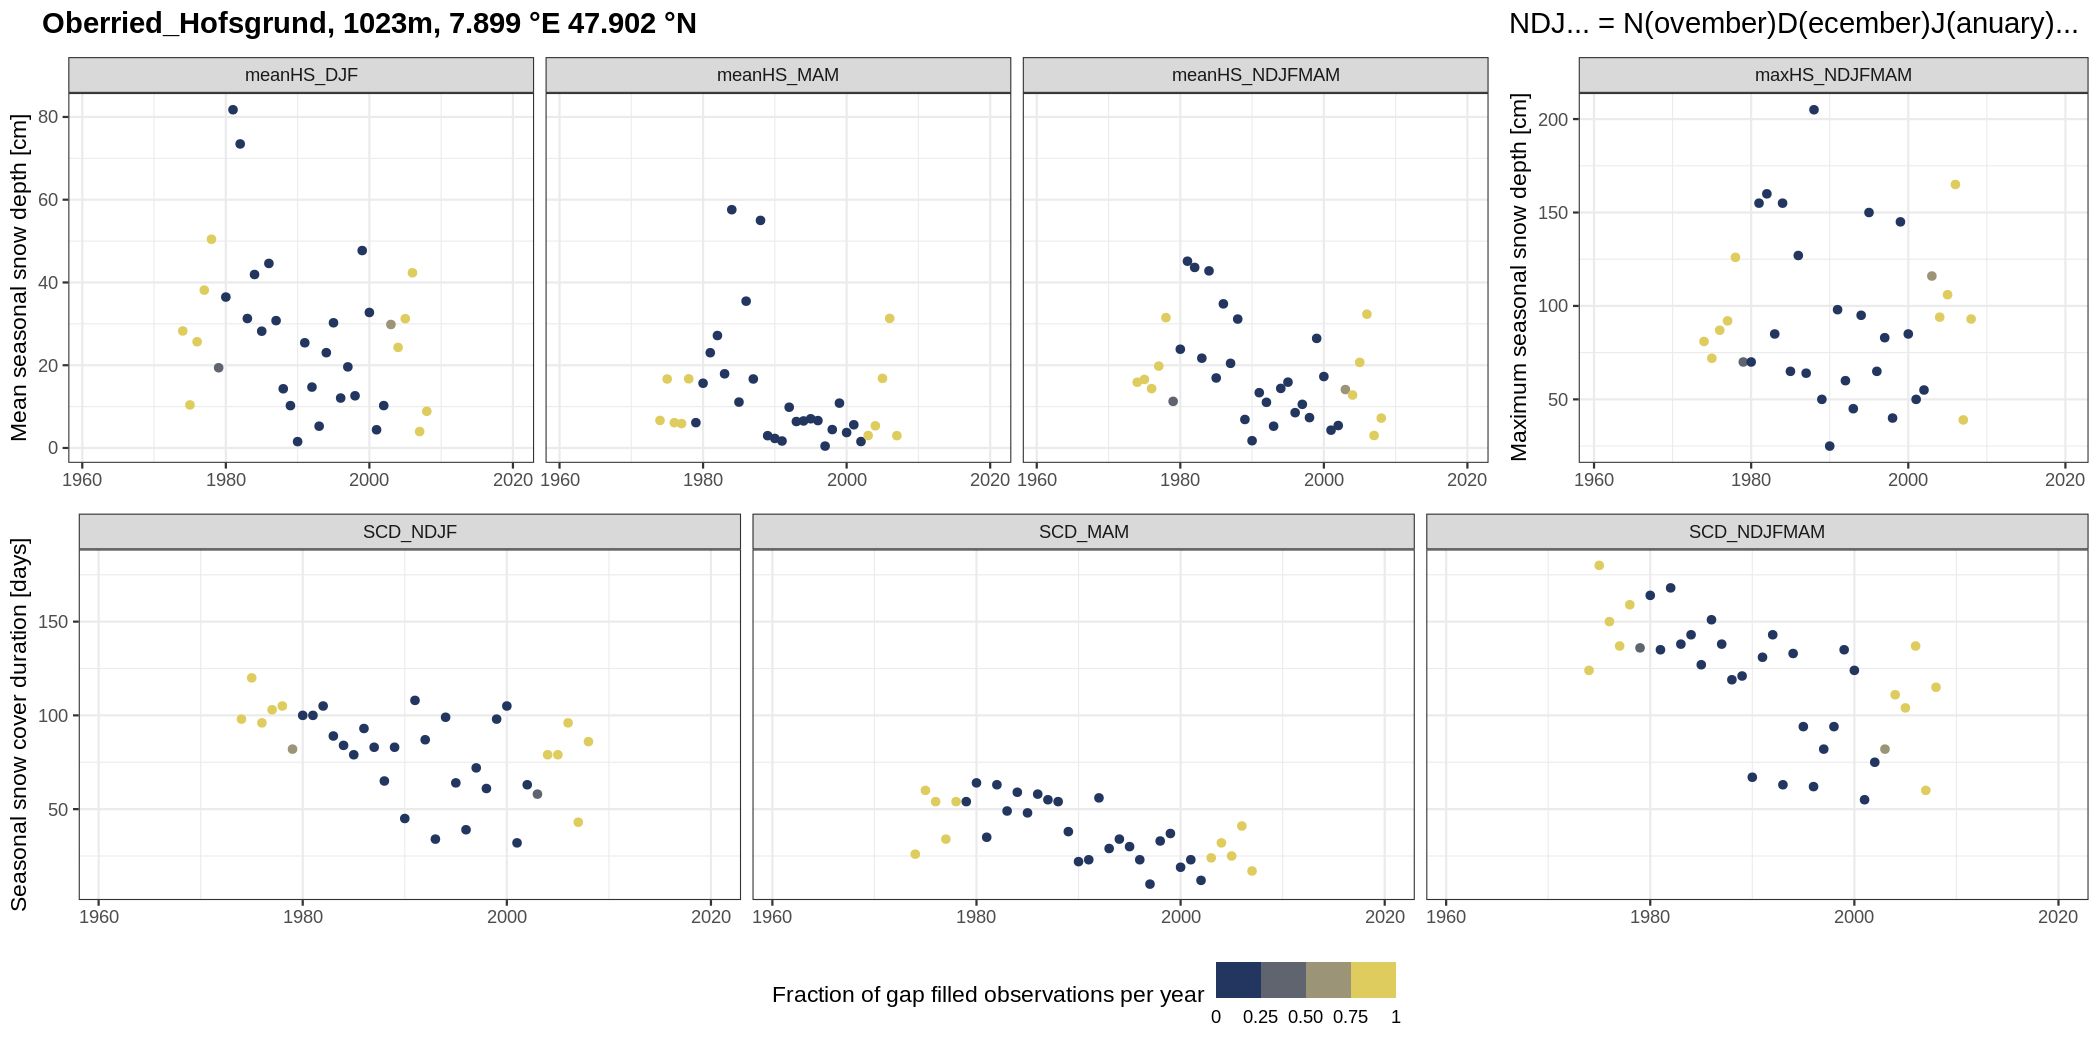 Oberried_Hofsgrund, 1023m, 7.899 °E 47.902 °N
NDJ... = N(ovember)D(ecember)J(anuary)...
meanHS_DJF
meanHS_MAM
meanHS_NDJFMAM
maxHS_NDJFMAM
Mean seasonal snow depth [cm]
80
60
40
20
0
1960 1980 2000 2020
1960 1980 2000 2020
1960 1980 2000 2020
Maximum seasonal snow depth [cm]
200
150
100
50
1960 1980 2000 2020
SCD_NDJF
SCD_MAM
SCD_NDJFMAM
Seasonal snow cover duration [days]
150
100
50
1960 1980 2000 2020
1960 1980 2000 2020
1960 1980 2000 2020
Fraction of gap filled observations per year
0 0.25 0.50 0.75 1